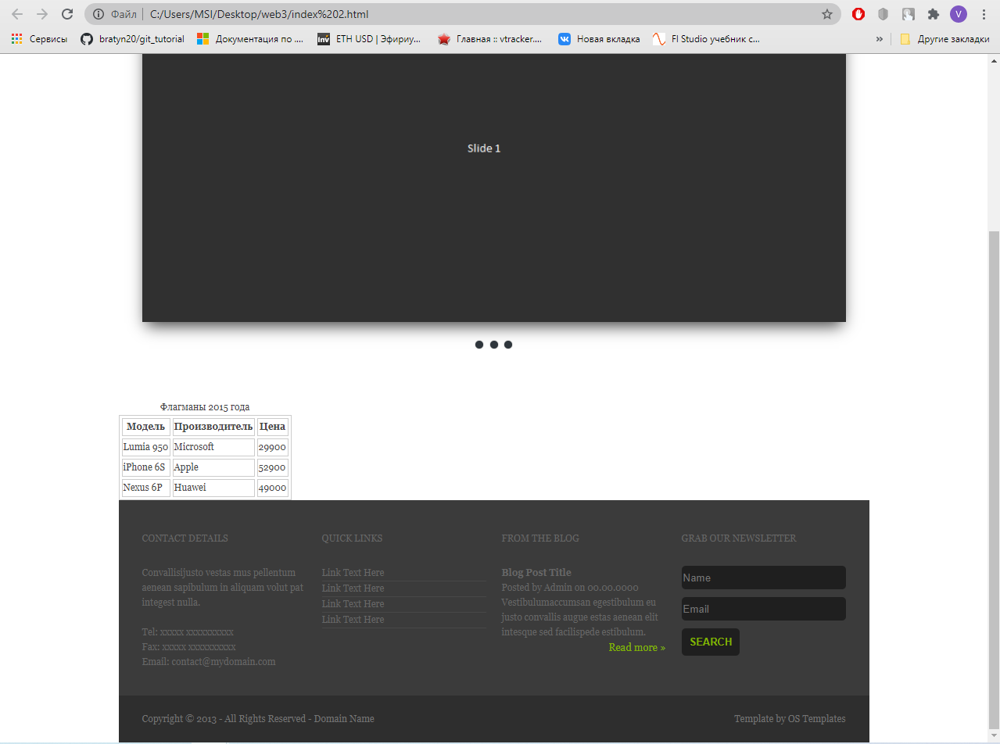 Файл C:/Users/MSI/Desktop/web3/index%202.html
V
Сервисы bratyn20/git_tutorial Документация по .... Inv ETH USD | Эфириу... Главная :: vtracker.... Новая вкладка Fl Studio учебник с... » Другие закладки
Slide 1
Флагманы 2015 года
Модель Производитель Цена
Lumia 950 Microsoft 29900
iPhone 6S Apple 52900
Nexus 6P Huawei 49000
CONTACT DETAILS
Convallisijusto vestas mus pellentum
aenean sapibulum in aliquam volut pat
integest nulla.
Tel: xxxxx xxxxxxxxxx
Fax: xxxxx xxxxxxxxxx
Email: contact@mydomain.com
QUICK LINKS
Link Text Here
Link Text Here
Link Text Here
Link Text Here
FROM THE BLOG
Blog Post Title
Posted by Admin on 00.00.0000
Vestibulumaccumsan egestibulum eu
justo convallis augue estas aenean elit
intesque sed facilispede estibulum.
Read more »
GRAB OUR NEWSLETTER
Name
Email
SEARCH
Copyright © 2013 - All Rights Reserved - Domain Name
Template by OS Templates